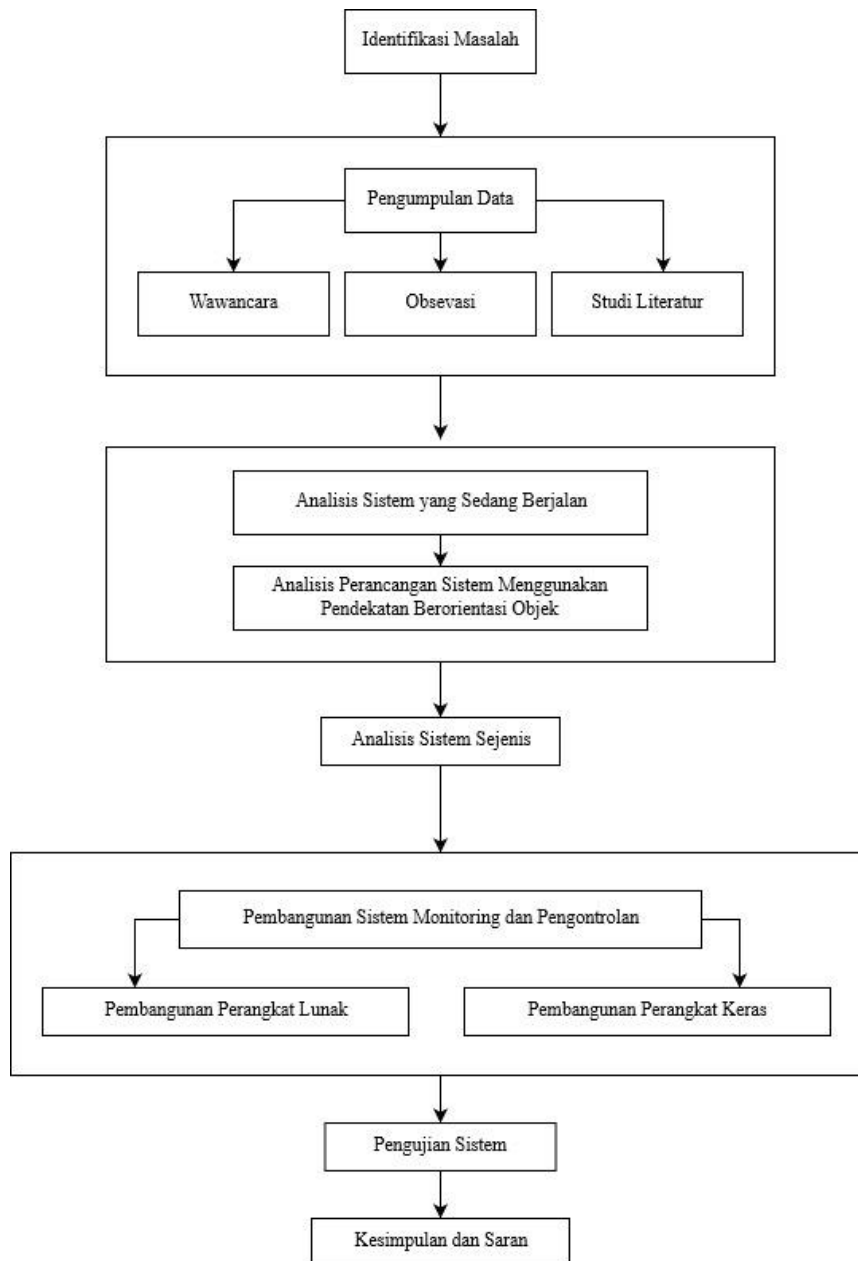 Identifikasi Masalah
Pengumpulan Data
Wawancara
Obsevasi
Studi Literatur
Analisis Sistem yang Sedang Berjalan
Analisis Perancangan Sistem Menggunakan
Pendekatan Berorientasi Objek
Analisis Sistem Sejenis
Pembangunan Sistem Monitoring dan Pengontrolan
Pembangunan Perangkat Lunak
Pembangunan Perangkat Keras
Pengujian Sistem
Kesimpulan dan Saran